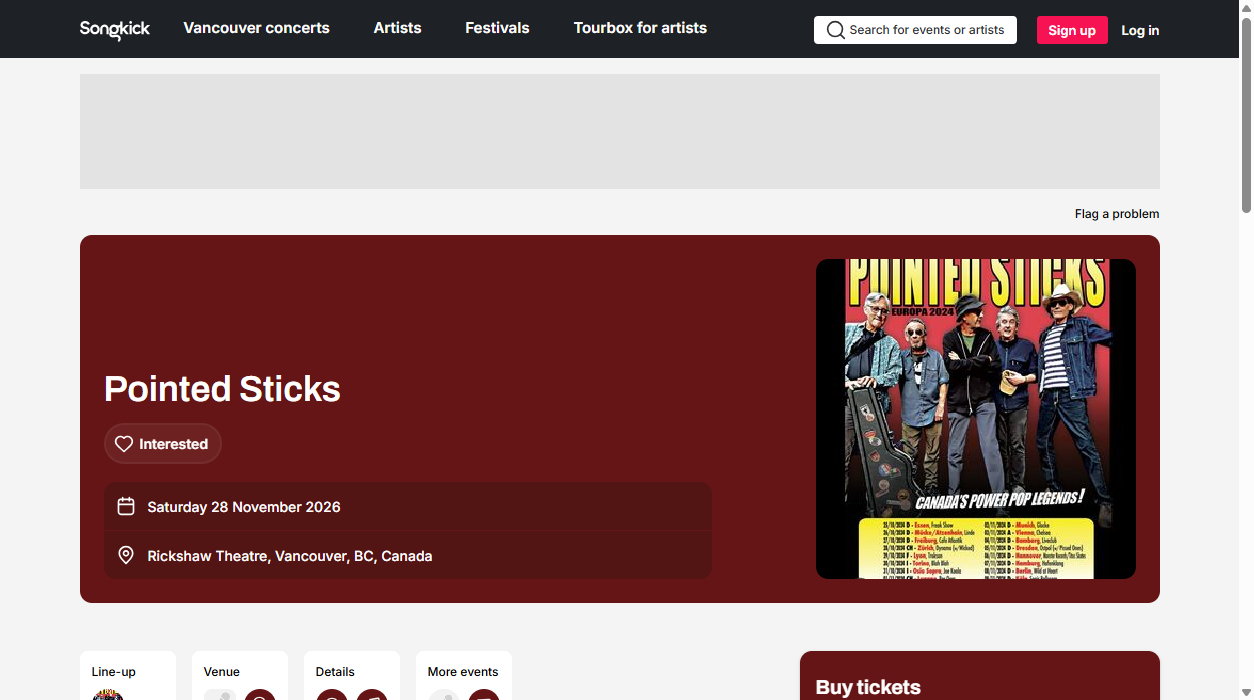 Songkick
Vancouver concerts
Artists
Festivals
Tourbox for artists
Search for events or artists
Sign up
Log in
Flag a problem
Pointed Sticks
Interested
Saturday 28 November 2026
Rickshaw Theatre, Vancouver, BC, Canada
POINTED STICKS
EUROPA 2024
CANADA'S POWER POP LEGENDS!
Line-up
Venue
Details
More events
Buy tickets